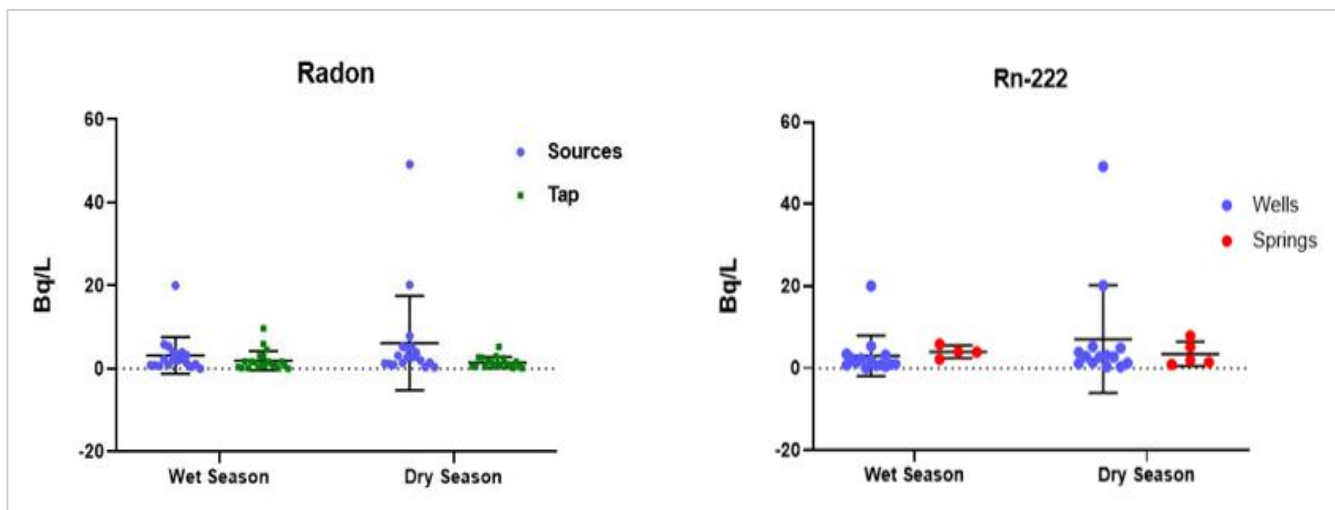 Radon
60
40
20
0
-20
Bq/L
Sources
Tap
Wet Season
Dry Season
Rn-222
60
40
20
0
-20
Bq/L
Wells
Springs
Wet Season
Dry Season